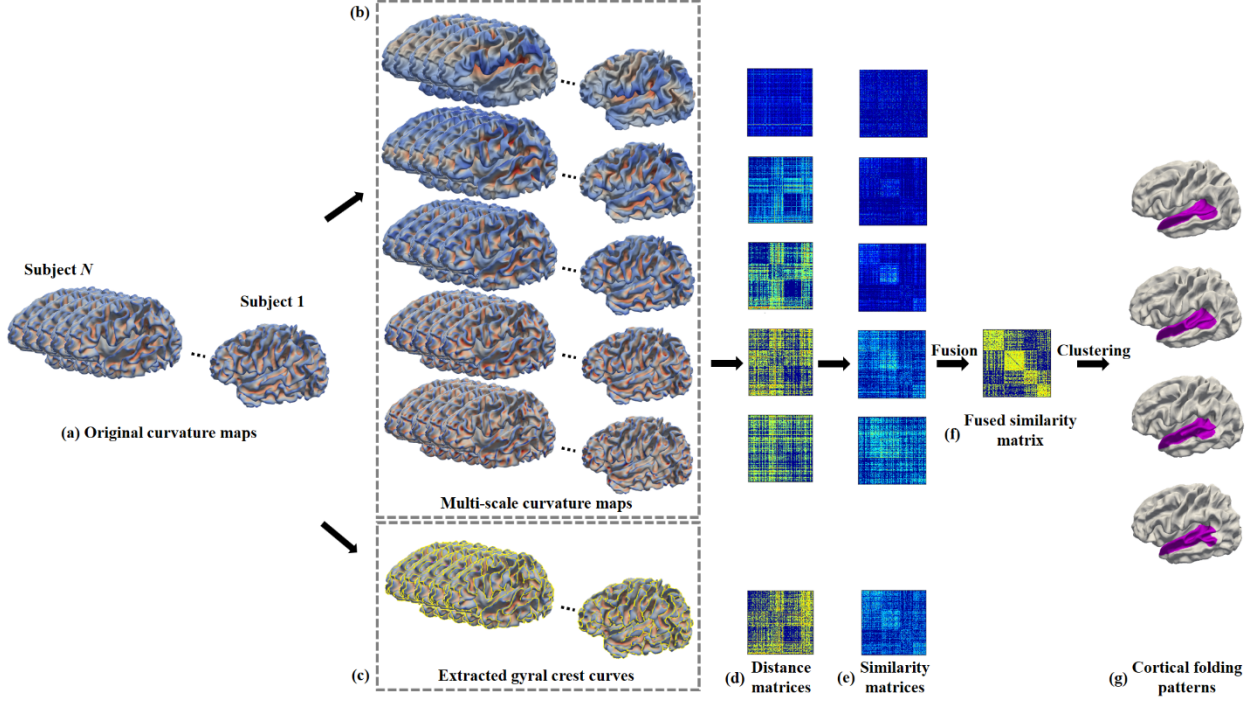 (b)
Subject N
Subject 1
(a) Original curvature maps
Multi-scale curvature maps
(c)
Extracted gyral crest curves
(d) Distance
matrices
(e) Similarity
matrices
Fusion
Clustering
(f) Fused similarity
matrix
(g) Cortical folding
patterns